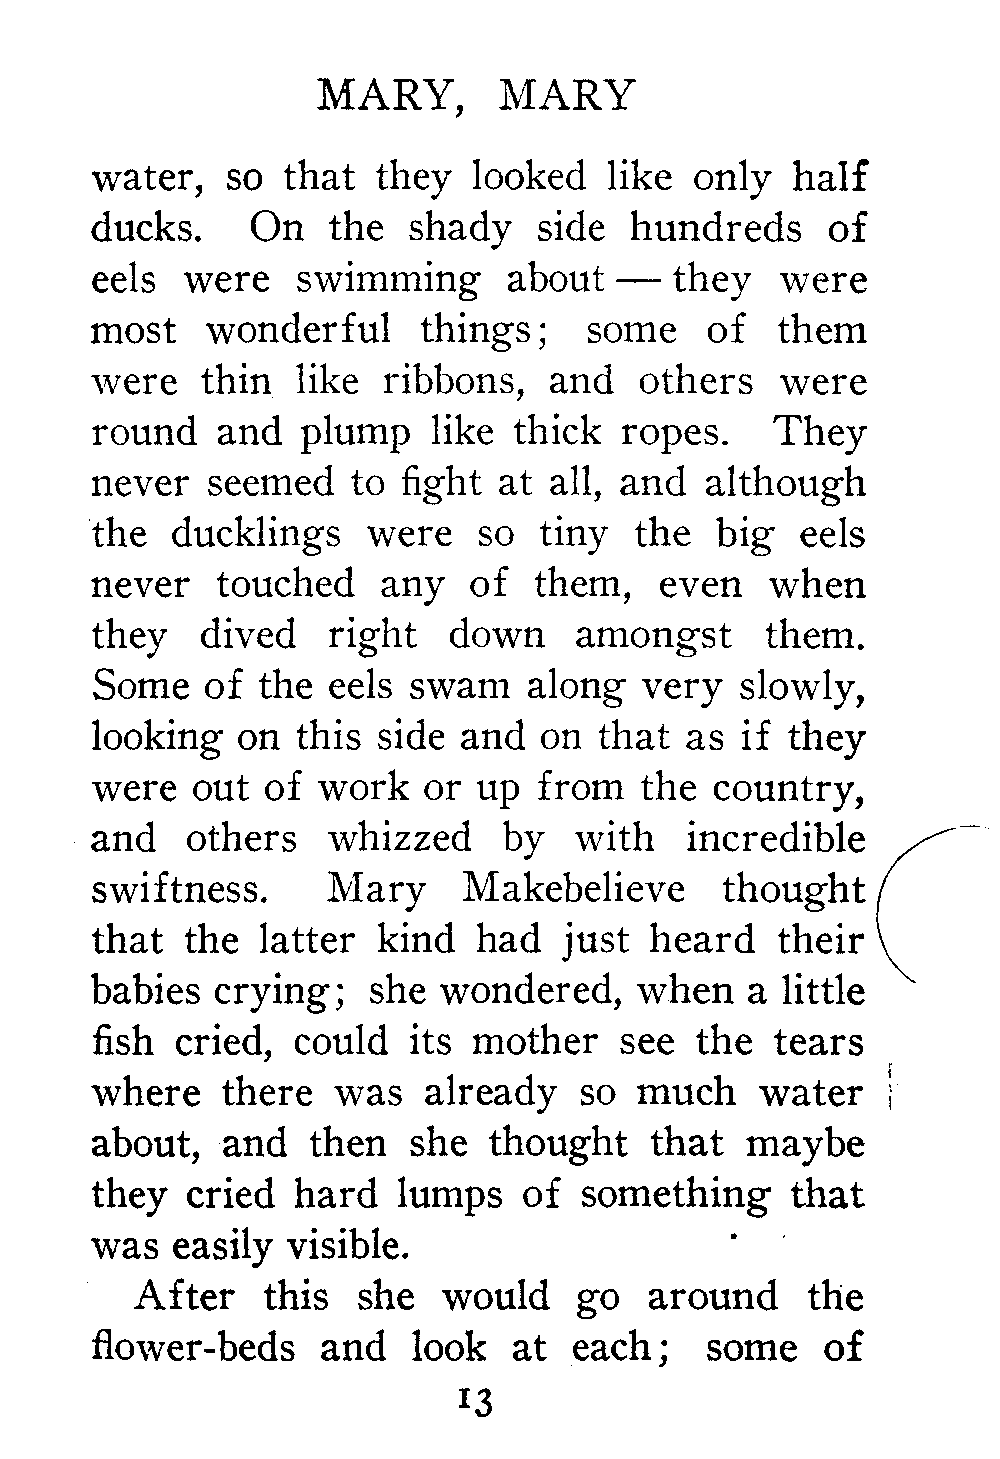 MARY, MARY
water, so that they looked like only half
ducks. On the shady side hundreds of
eels were swimming about — they were
most wonderful things; some of them
were thin like ribbons, and others were
round and plump like thick ropes. They
never seemed to fight at all, and although
the ducklings were so tiny the big eels
never touched any of them, even when
they dived right down amongst them.
Some of the eels swam along very slowly,
looking on this side and on that as if they
were out of work or up from the country,
and others whizzed by with incredible
swiftness. Mary Makebelieve thought
that the latter kind had just heard their
babies crying; she wondered, when a little
fish cried, could its mother see the tears
where there was already so much water
about, and then she thought that maybe
they cried hard lumps of something that
was easily visible.
After this she would go around the
flower-beds and look at each; some of
13